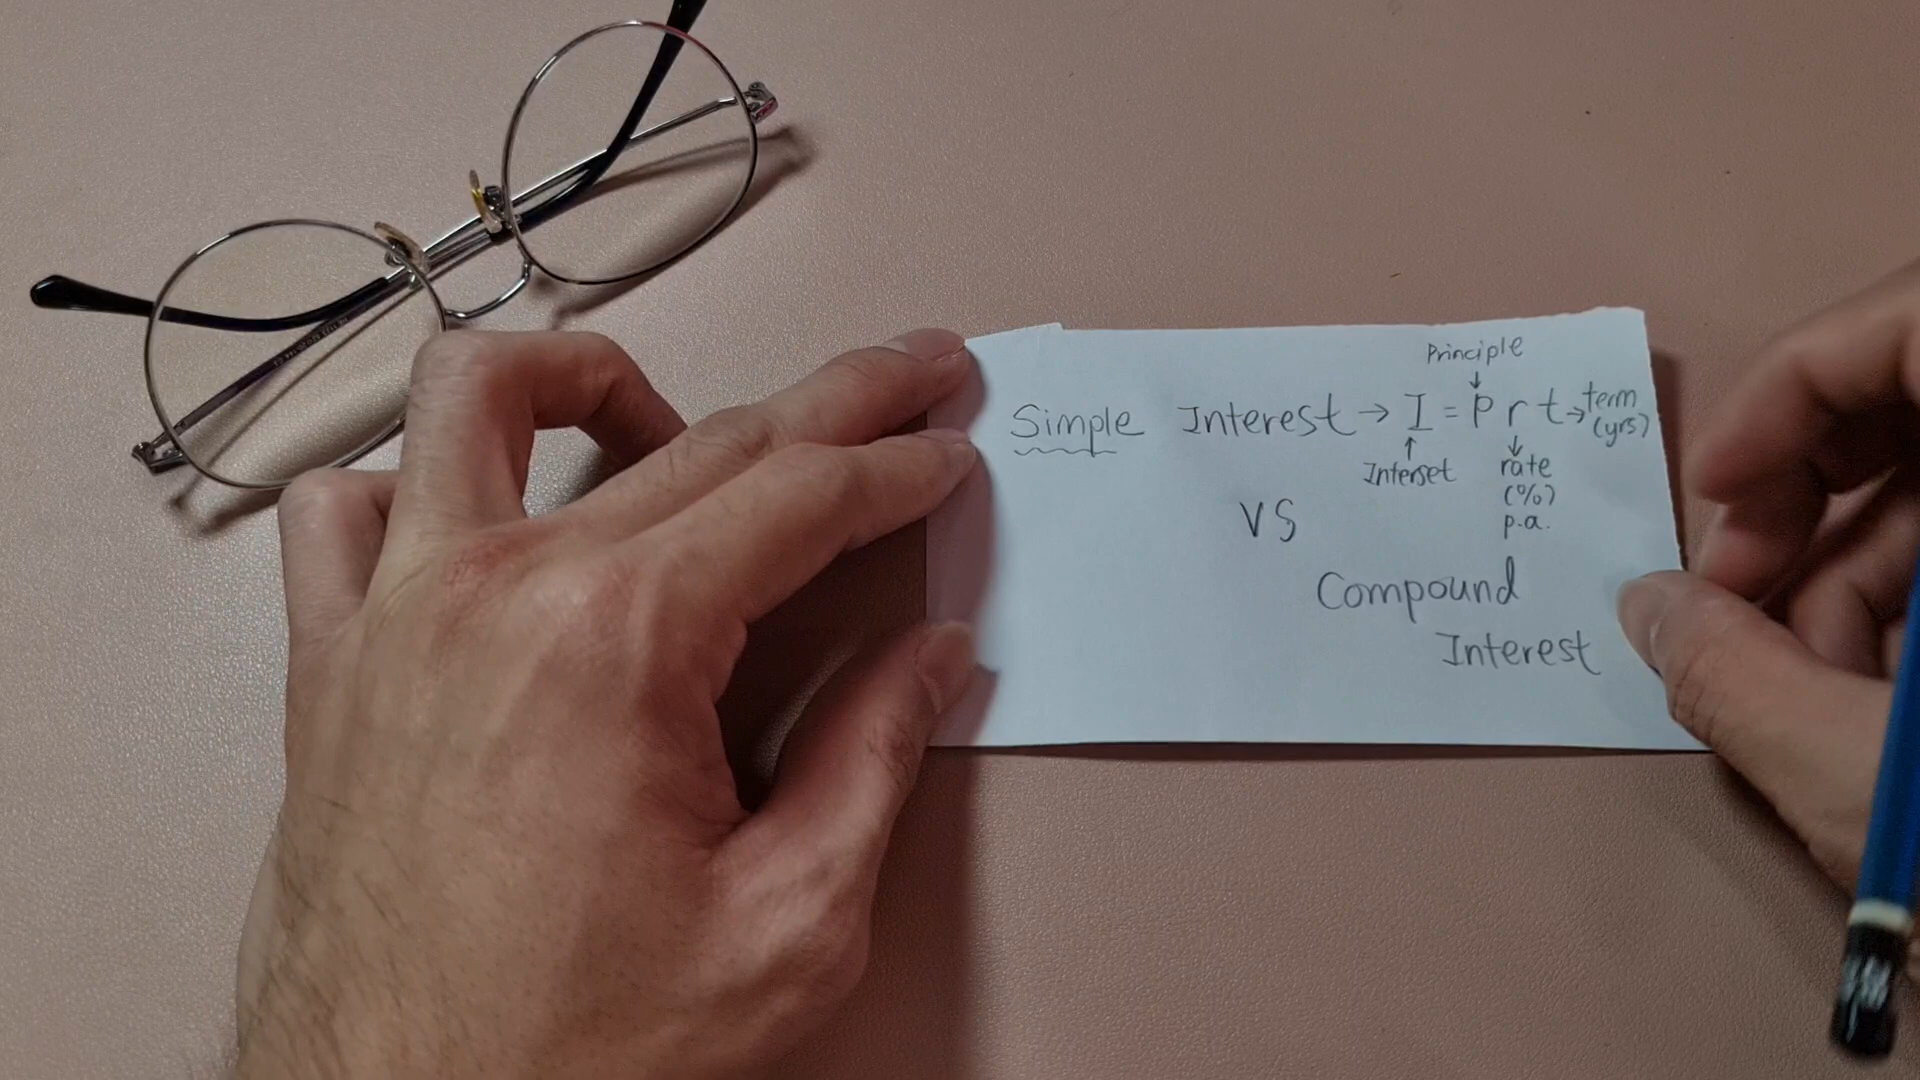 Principle
Simple Interest → I = P r t → term
(yrs)
Interset
rate
(%)
p.a.
VS
Compound
Interest